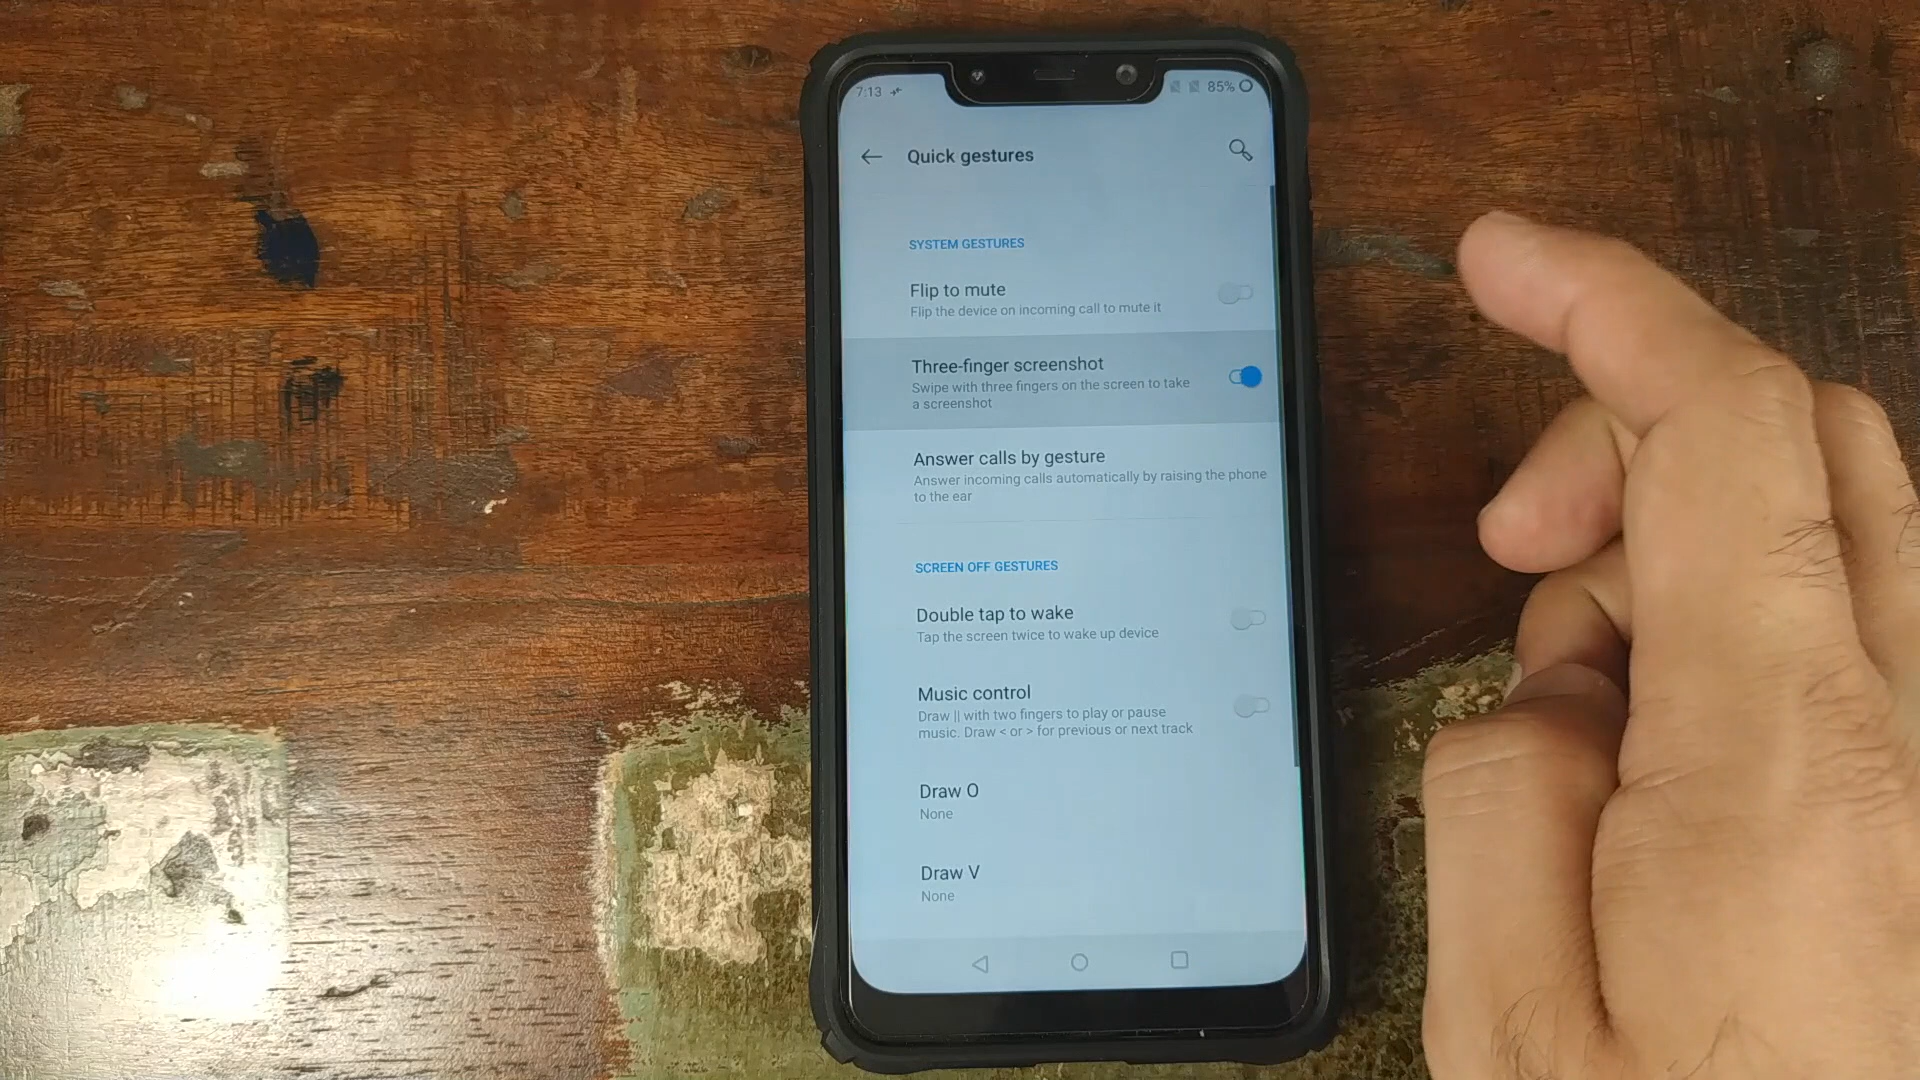 7:13
85%
Quick gestures
SYSTEM GESTURES
Flip to mute
Flip the device on incoming call to mute it
Three-finger screenshot
Swipe with three fingers on the screen to take
a screenshot
Answer calls by gesture
Answer incoming calls automatically by raising the phone
to the ear
SCREEN OFF GESTURES
Double tap to wake
Tap the screen twice to wake up device
Music control
Draw || with two fingers to play or pause
music. Draw < or > for previous or next track
Draw O
None
Draw V
None